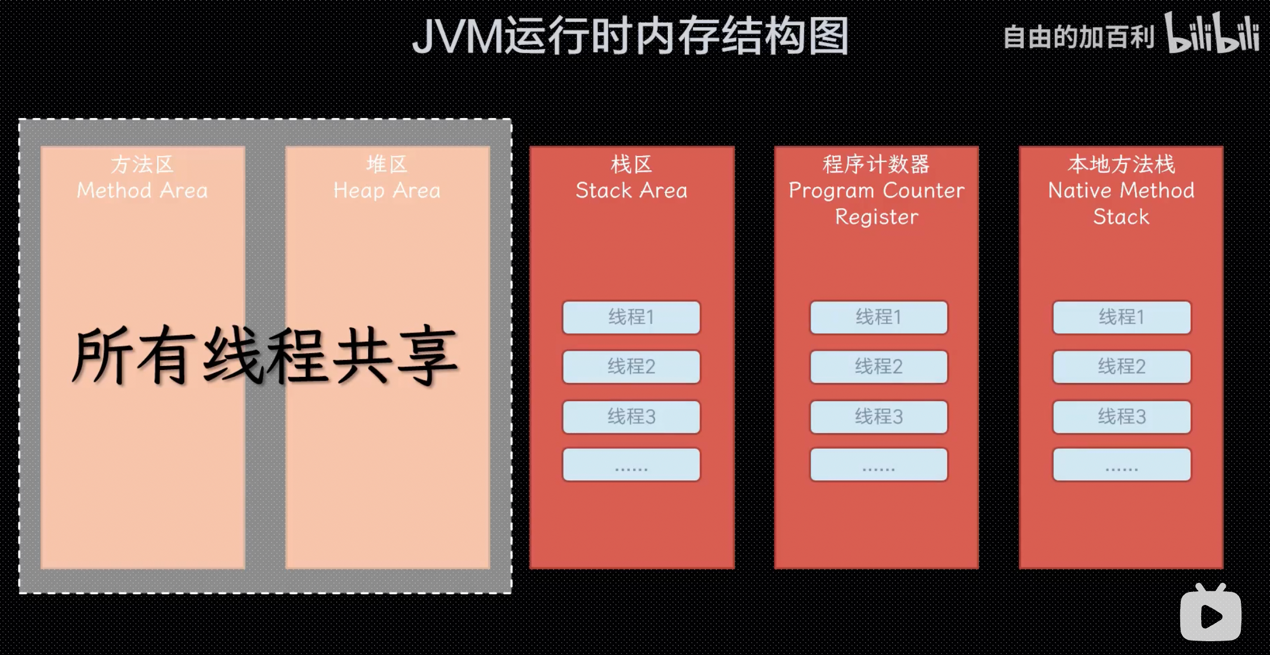 JVM运行时内存结构图
自由的加百利 bilibili
方法区
Method Area
堆区
Heap Area
所有线程共享
栈区
Stack Area
线程1
线程2
线程3
......
程序计数器
Program Counter
Register
线程1
线程2
线程3
......
本地方法栈
Native Method
Stack
线程1
线程2
线程3
......